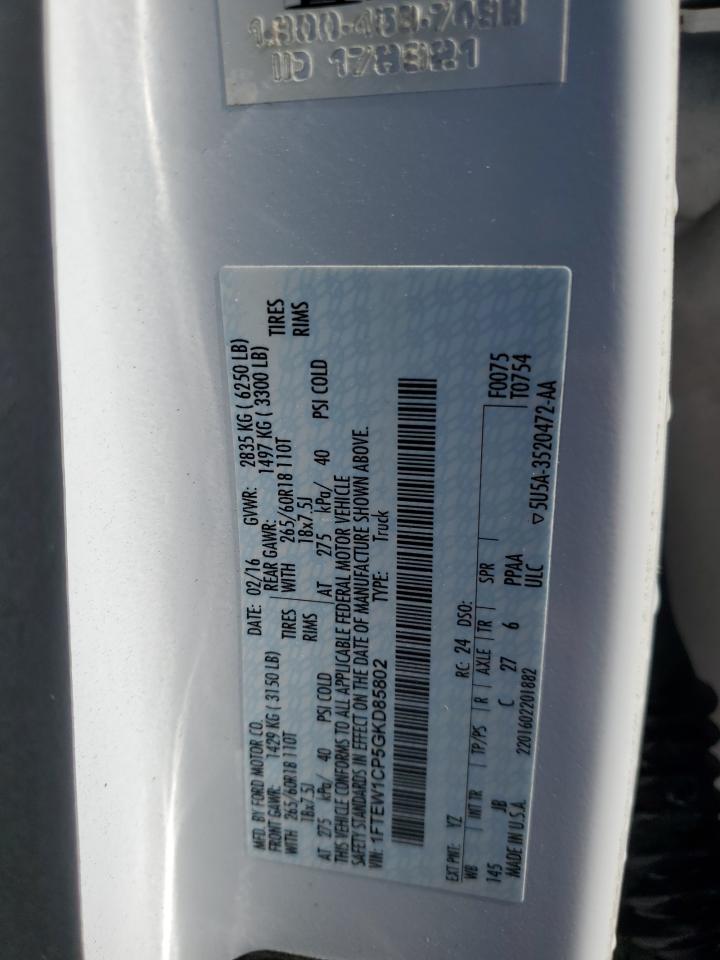 MFD. BY FORD MOTOR CO. DATE: 02/16 GVWR: 2835 KG ( 6250 LB)
FRONT GAWR: 1429 KG ( 3150 LB) REAR GAWR: 1497 KG ( 3300 LB)
WITH 265/60R18 110T TIRES WITH 265/60R18 110T TIRES
18x7.5J RIMS 18x7.5J RIMS
AT 275 kPa/ 40 PSI COLD AT 275 kPa/ 40 PSI COLD
THIS VEHICLE CONFORMS TO ALL APPLICABLE FEDERAL MOTOR VEHICLE
SAFETY STANDARDS IN EFFECT ON THE DATE OF MANUFACTURE SHOWN ABOVE.
VIN: 1FTEW1CP5GKD85802 TYPE: Truck
EXT PNT: YZ RC: 24 DSO: F0075
WB INT TR TP/PS R AXLE TR SPR T0754
145 JB C 27 6 PPAA
MADE IN U.S.A. 2201602201882 ULC ▽5U5A-3520472-AA